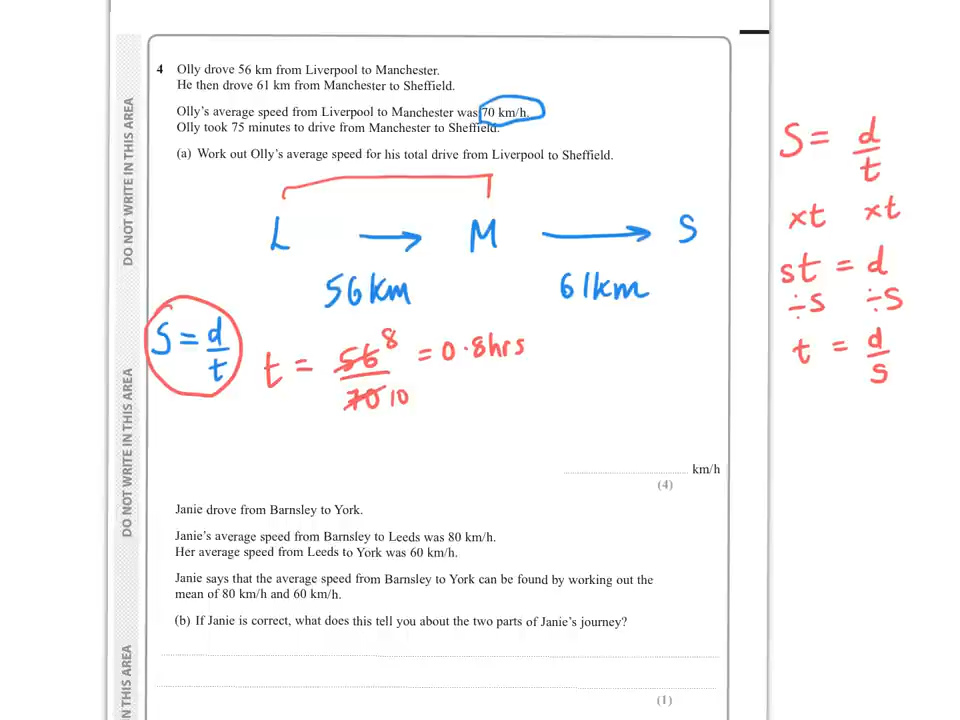 DO NOT WRITE IN THIS AREA
DO NOT WRITE IN THIS AREA
IN THIS AREA
4 Olly drove 56 km from Liverpool to Manchester.
He then drove 61 km from Manchester to Sheffield.
Olly's average speed from Liverpool to Manchester was 70 km/h.
Olly took 75 minutes to drive from Manchester to Sheffield.
(a) Work out Olly's average speed for his total drive from Liverpool to Sheffield.
L → M → S
56km 61km
S = d/t
t = 56/70 8/10 = 0.8hrs
S = d/t
xt xt
st = d
÷S ÷S
t = d/s
km/h
(4)
Janie drove from Barnsley to York.
Janie's average speed from Barnsley to Leeds was 80 km/h.
Her average speed from Leeds to York was 60 km/h.
Janie says that the average speed from Barnsley to York can be found by working out the
mean of 80 km/h and 60 km/h.
(b) If Janie is correct, what does this tell you about the two parts of Janie's journey?
(1)